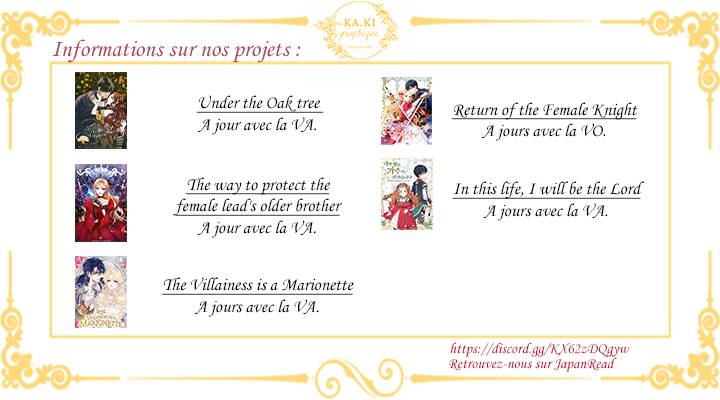 KA.KI
graphique
Informations sur nos projets :
Under the Oak tree
A jour avec la VA.
The way to protect the
female lead's older brother
A jour avec la VA.
The Villainess is a Marionette
A jours avec la VA.
MARIONETTE
Return of the Female Knight
A jours avec la VO.
In this life, I will be the Lord
A jours avec la VA.
https://discord.gg/KX62zDQgyw
Retrouvez-nous sur JapanRead